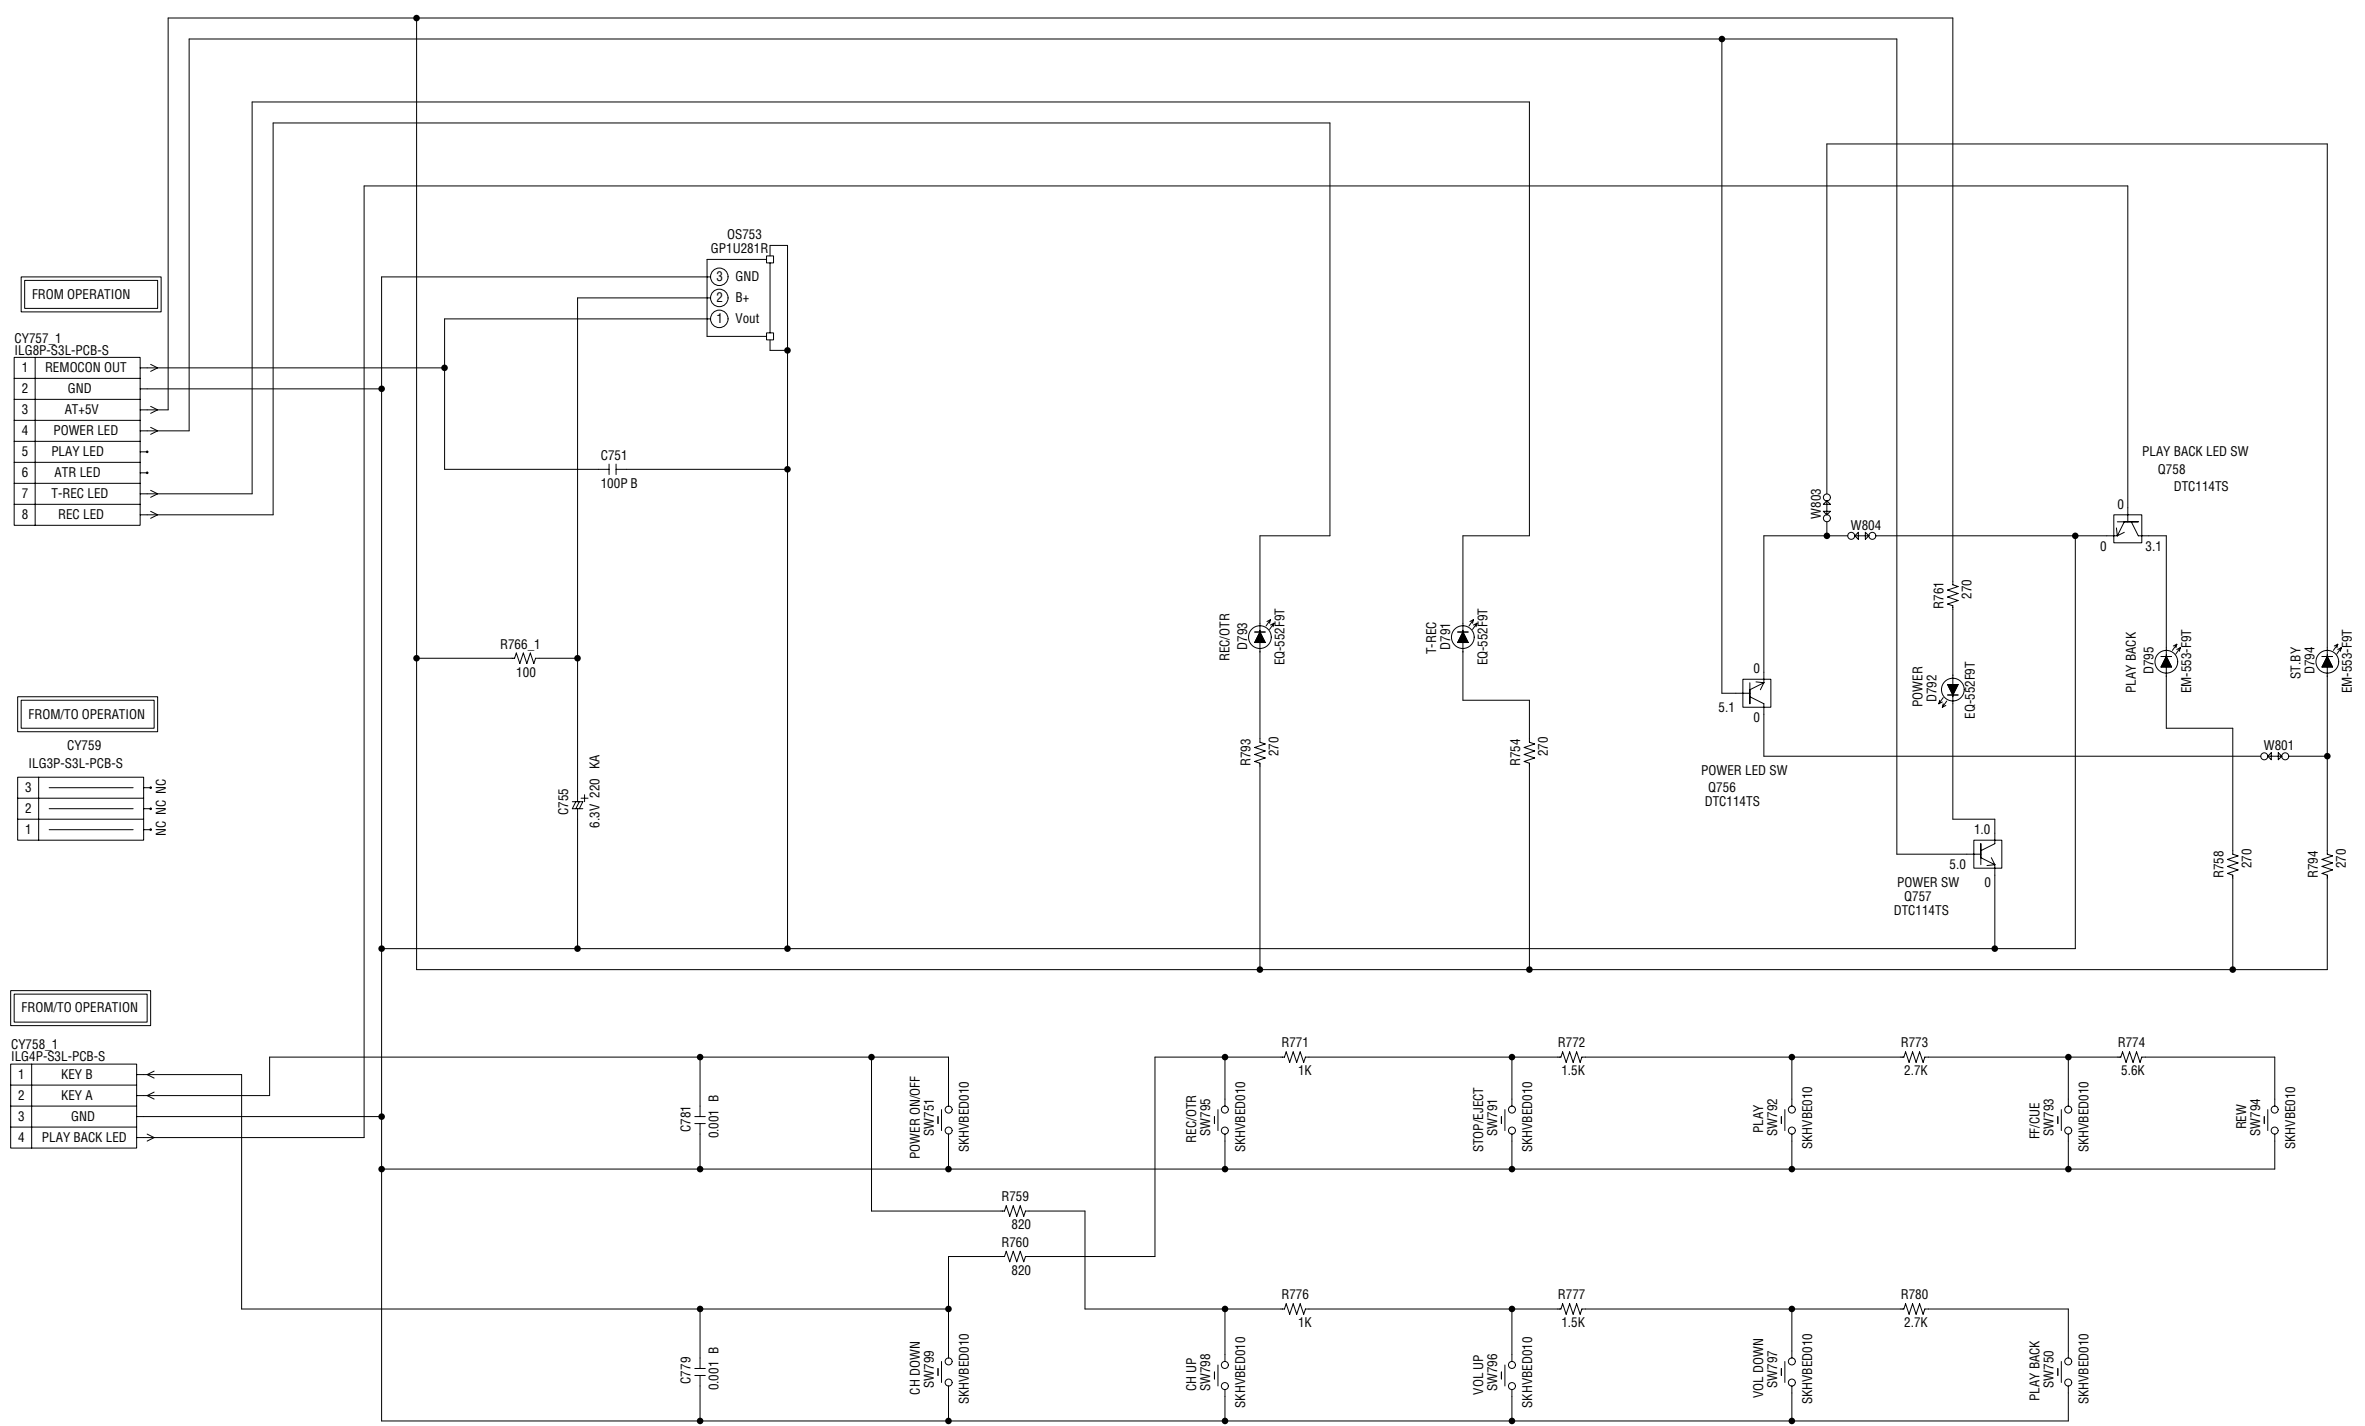 OS753
GP1U281R
3 GND
2 B+
1 Vout
FROM OPERATION
CY757_1
ILG8P-S3L-PCB-S
1 REMOCON OUT
2 GND
3 AT+5V
4 POWER LED
5 PLAY LED
6 ATR LED
7 T-REC LED
8 REC LED
C751
100P B
R766_1
100
C755
+
6.3V 220 KA
FROM/TO OPERATION
CY759
ILG3P-S3L-PCB-S
3 NC
2 NC
1 NC
REC/OTR
D793
EQ-552F9T
R793
270
T-REC
D791
EQ-552F9T
R754
270
W803
W804
0
5.1
0
POWER LED SW
Q756
DTC114TS
R761
270
POWER
D792
EQ-552F9T
1.0
5.0
0
POWER SW
Q757
DTC114TS
PLAY BACK LED SW
Q758
DTC114TS
0
0
3.1
PLAY BACK
D795
EM-553-F9T
ST.BY
D794
EM-553-F9T
W801
R758
270
R794
270
FROM/TO OPERATION
CY758_1
ILG4P-S3L-PCB-S
1 KEY B
2 KEY A
3 GND
4 PLAY BACK LED
C781
0.001 B
POWER ON/OFF
SW751
SKHVBED010
REC/OTR
SW795
SKHVBED010
R771
1K
STOP/EJECT
SW791
SKHVBED010
R772
1.5K
PLAY
SW792
SKHVBE010
R773
2.7K
FF/CUE
SW793
SKHVBED010
R774
5.6K
REW
SW794
SKHVBE010
R759
820
R760
820
C779
0.001 B
CH DOWN
SW799
SKHVBED010
CH UP
SW798
SKHVBED010
R776
1K
VOL UP
SW796
SKHVBED010
R777
1.5K
VOL DOWN
SW797
SKHVBED010
R780
2.7K
PLAY BACK
SW750
SKHVBED010